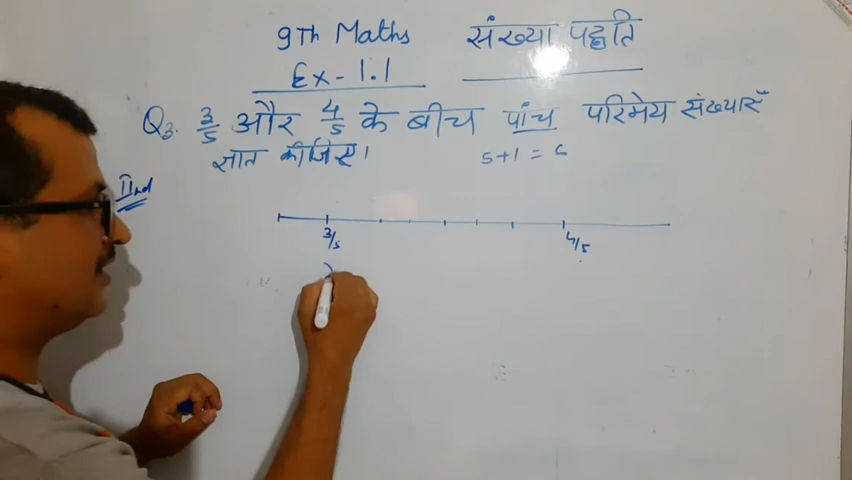 9Th Maths संख्या पद्धति
Ex-1.1
Q3. 3/5 और 4/5 के बीच पांच परिमेय संख्याएँ
ज्ञात कीजिए।
5+1 = 6
IInd
3/5 4/5